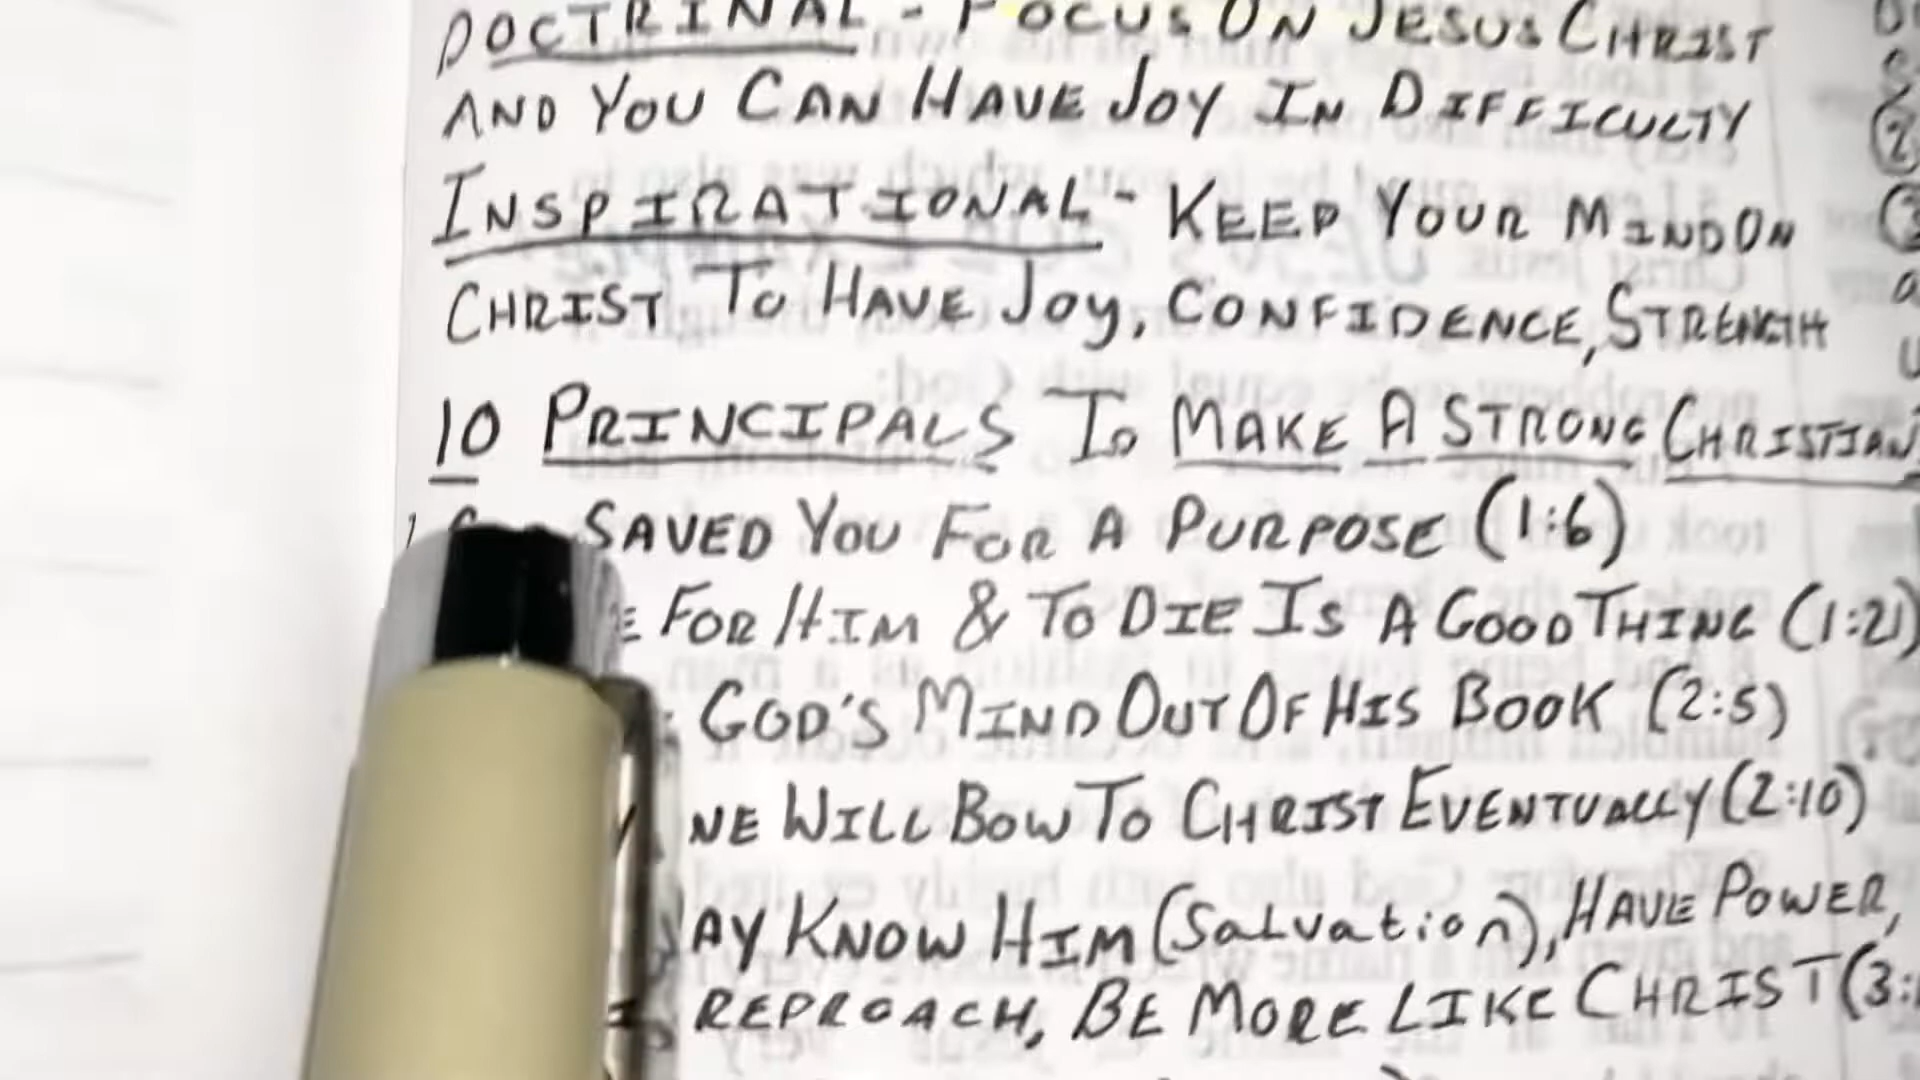 DOCTRINAL - FOCUS ON JESUS CHRIST
AND YOU CAN HAVE JOY IN DIFFICULTY
INSPIRATIONAL - KEEP YOUR MIND ON
CHRIST TO HAVE JOY, CONFIDENCE, STRENGTH
10 PRINCIPALS TO MAKE A STRONG CHRISTIAN
SAVED YOU FOR A PURPOSE (1:6)
FOR HIM & TO DIE IS A GOOD THING (1:21)
GOD'S MIND OUT OF HIS BOOK (2:5)
WILL BOW TO CHRIST EVENTUALLY (2:10)
KNOW HIM (Salvation), HAVE POWER,
REPROACH, BE MORE LIKE CHRIST (3: